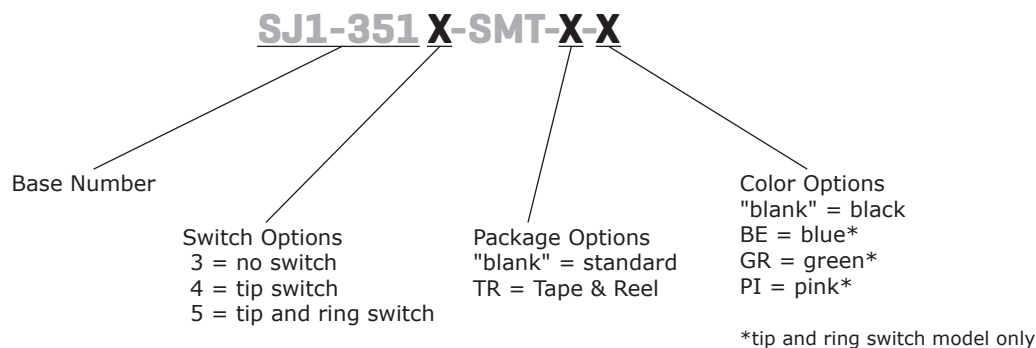 SJ1-351 X-SMT-X-X
Base Number
Switch Options
3 = no switch
4 = tip switch
5 = tip and ring switch
Package Options
"blank" = standard
TR = Tape & Reel
Color Options
"blank" = black
BE = blue*
GR = green*
PI = pink*
*tip and ring switch model only